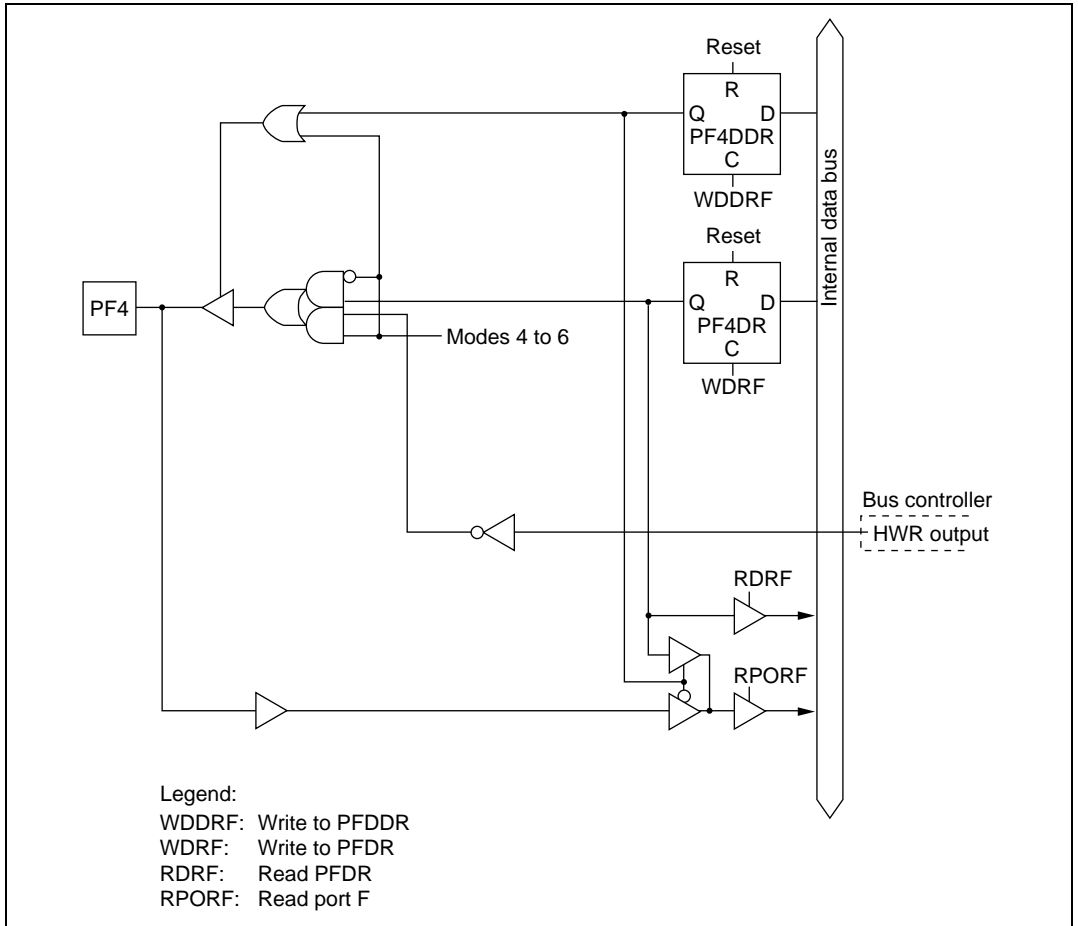 Reset
R
Q D
PF4DDR
C
WDDRF
Reset
R
Q D
PF4DR
C
WDRF
Internal data bus
PF4
Modes 4 to 6
Bus controller
HWR output
RDRF
RPORF
Legend:
WDDRF: Write to PFDDR
WDRF: Write to PFDR
RDRF: Read PFDR
RPORF: Read port F